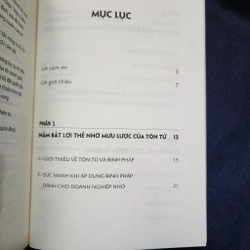 MỤC LỤC
Lời cảm ơn 5
Lời giới thiệu 7
PHẦN 1
NẮM BẮT LỢI THẾ NHỜ MƯU LƯỢC CỦA TÔN TỬ 13
1 - GIỚI THIỆU VỀ TÔN TỬ VÀ BINH PHÁP 15
2 - SỨC MẠNH KHI ÁP DỤNG BINH PHÁP
DÀNH CHO DOANH NGHIỆP NHỎ 21